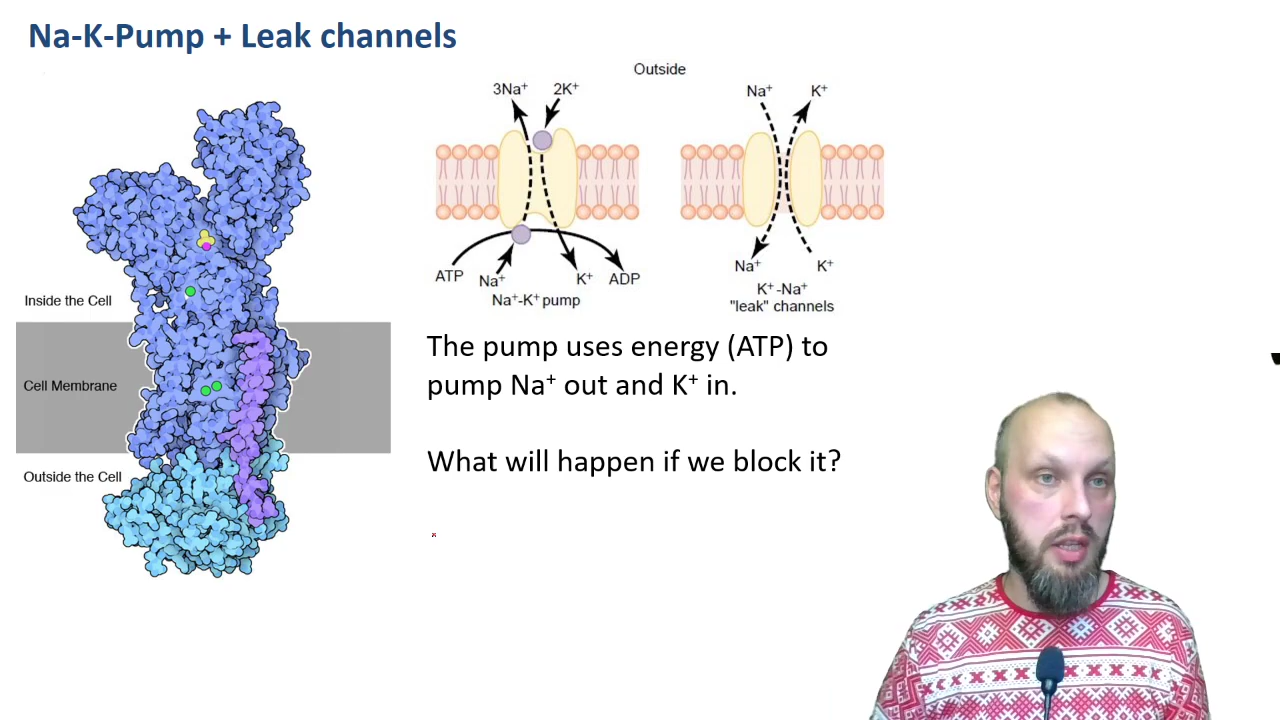 Na-K-Pump + Leak channels
Outside
3Na⁺ 2K⁺
Na⁺ K⁺
ATP Na⁺ K⁺ ADP
Na⁺-K⁺ pump
Na⁺ K⁺
K⁺-Na⁺
"leak" channels
Inside the Cell
Cell Membrane
Outside the Cell
The pump uses energy (ATP) to
pump Na⁺ out and K⁺ in.
What will happen if we block it?